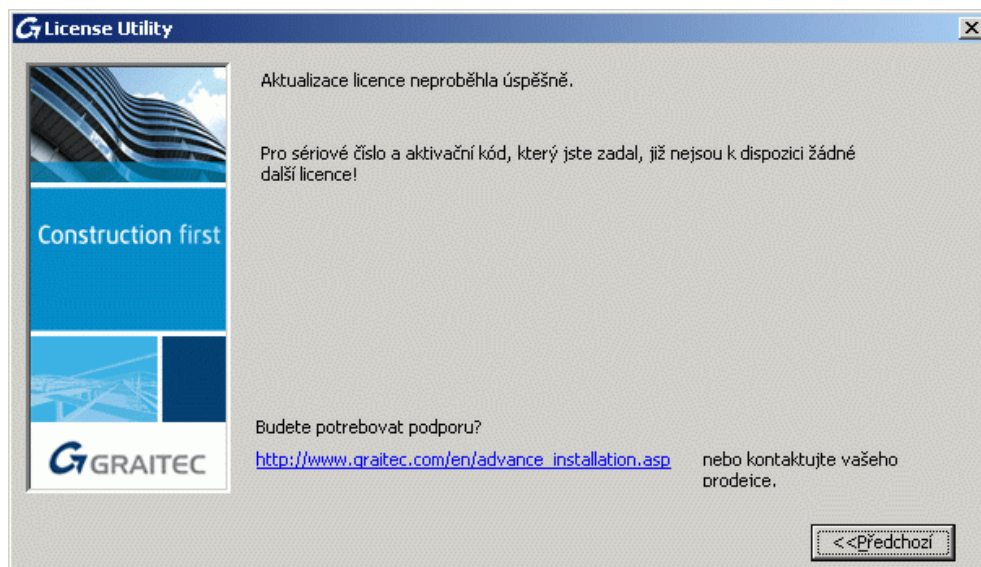 License Utility
Aktualizace licence neproběhla úspěšně.
Pro sériové číslo a aktivační kód, který jste zadal, již nejsou k dispozici žádné
další licence!
Construction first
GRAITEC
Budete potrebovat podporu?
http://www.graitec.com/en/advance_installation.asp nebo kontaktujte vašeho
prodejce.
<<Předchozí